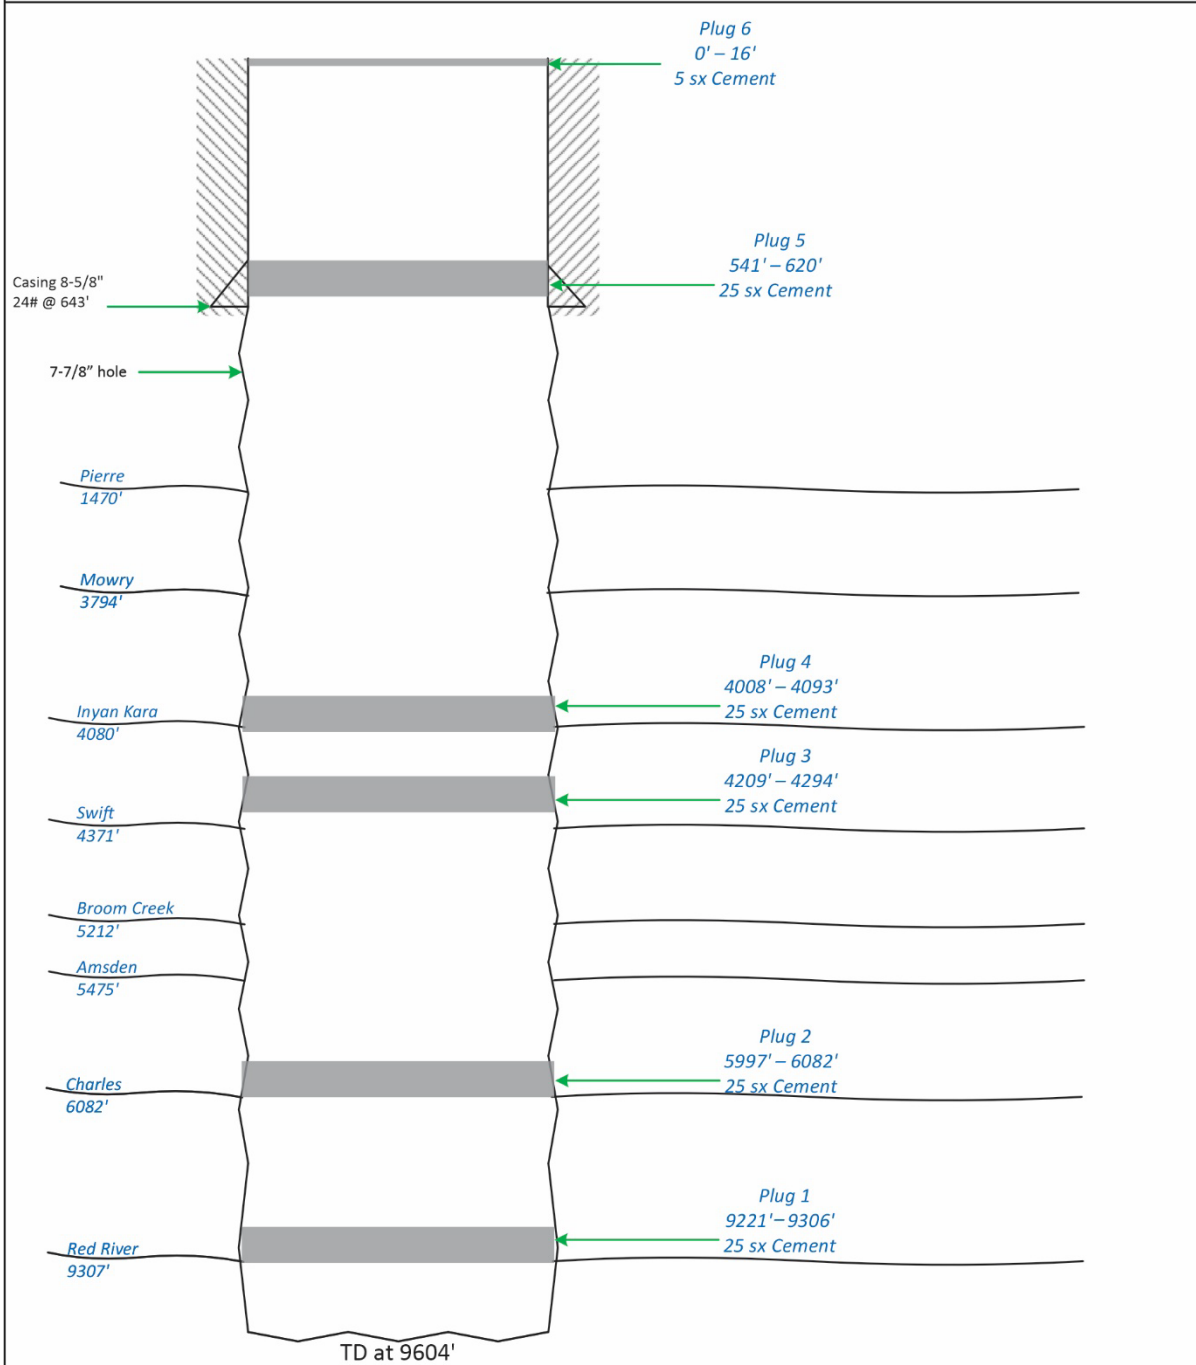 Plug 6
0' – 16'
5 sx Cement
Plug 5
541' – 620'
25 sx Cement
Casing 8-5/8"
24# @ 643'
7-7/8" hole
Pierre
1470'
Mowry
3794'
Plug 4
4008' – 4093'
25 sx Cement
Inyan Kara
4080'
Plug 3
4209' – 4294'
25 sx Cement
Swift
4371'
Broom Creek
5212'
Amsden
5475'
Plug 2
5997' – 6082'
25 sx Cement
Charles
6082'
Plug 1
9221' – 9306'
25 sx Cement
Red River
9307'
TD at 9604'